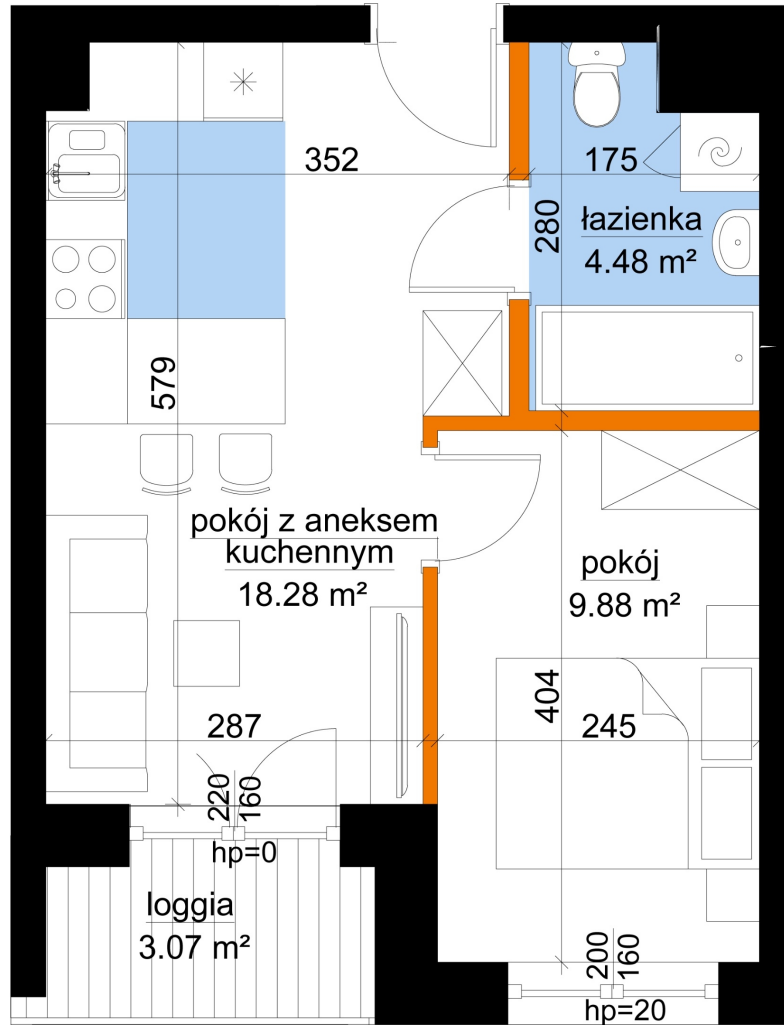 352
175
280
łazienka
4.48 m²
579
pokój z aneksem
kuchennym
18.28 m²
pokój
9.88 m²
404
287
245
220
160
hp=0
loggia
3.07 m²
200
160
hp=20